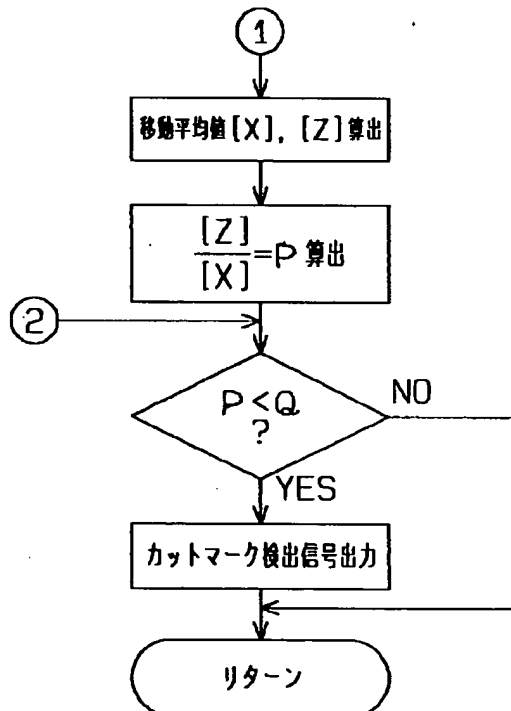 1
移動平均値[X], [Z]算出
[Z]
[X]
=P 算出
2
P<Q
?
NO
YES
カットマーク検出信号出力
リターン